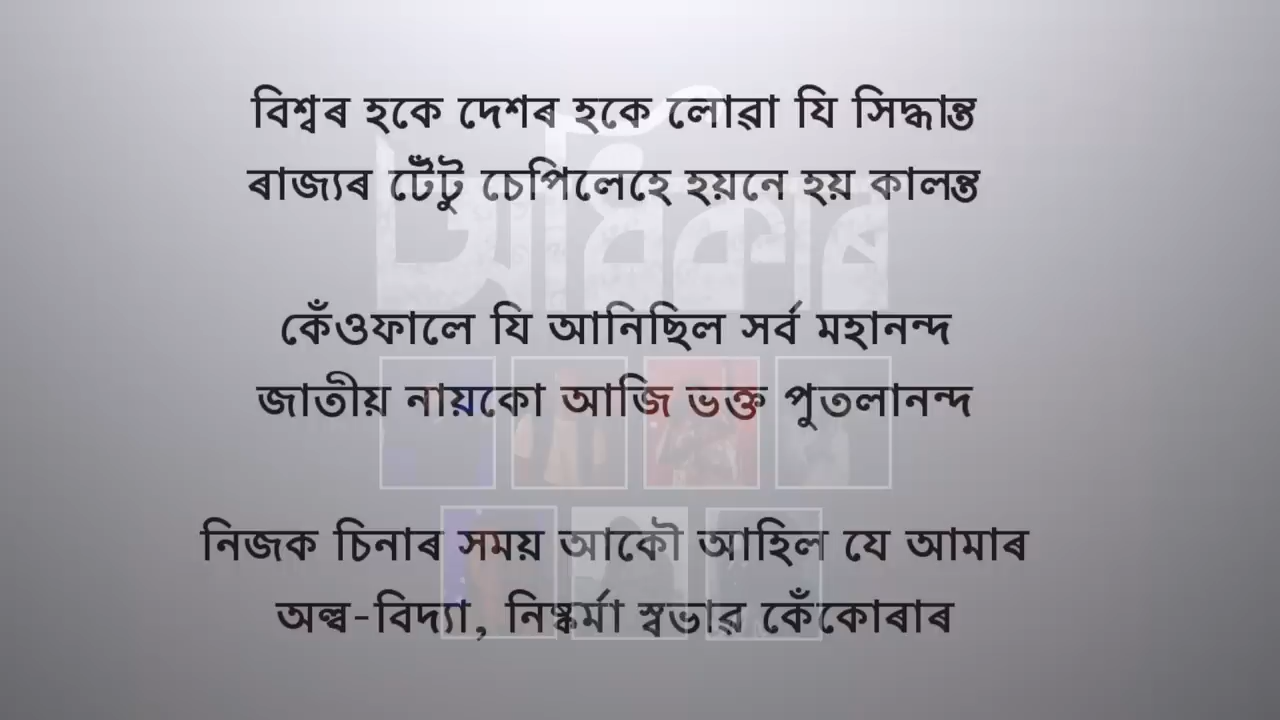 বিশ্বৰ হকে দেশৰ হকে লোৱা যি সিদ্ধান্ত
ৰাজ্যৰ টেঁটু চেপিলেহে হয়নে হয় কালন্ত
অধিকাৰ
কেঁওফালে যি আনিছিল সৰ্ব মহানন্দ
জাতীয় নায়কো আজি ভক্ত পুতলানন্দ
নিজক চিনাৰ সময় আকৌ আহিল যে আমাৰ
অল্প-বিদ্যা, নিষ্কৰ্মা স্বভাৱ কেঁকোৰাৰ